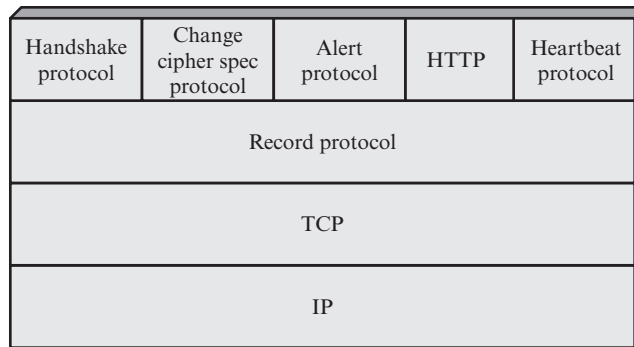 Handshake
protocol
Change
cipher spec
protocol
Alert
protocol
HTTP
Heartbeat
protocol
Record protocol
TCP
IP